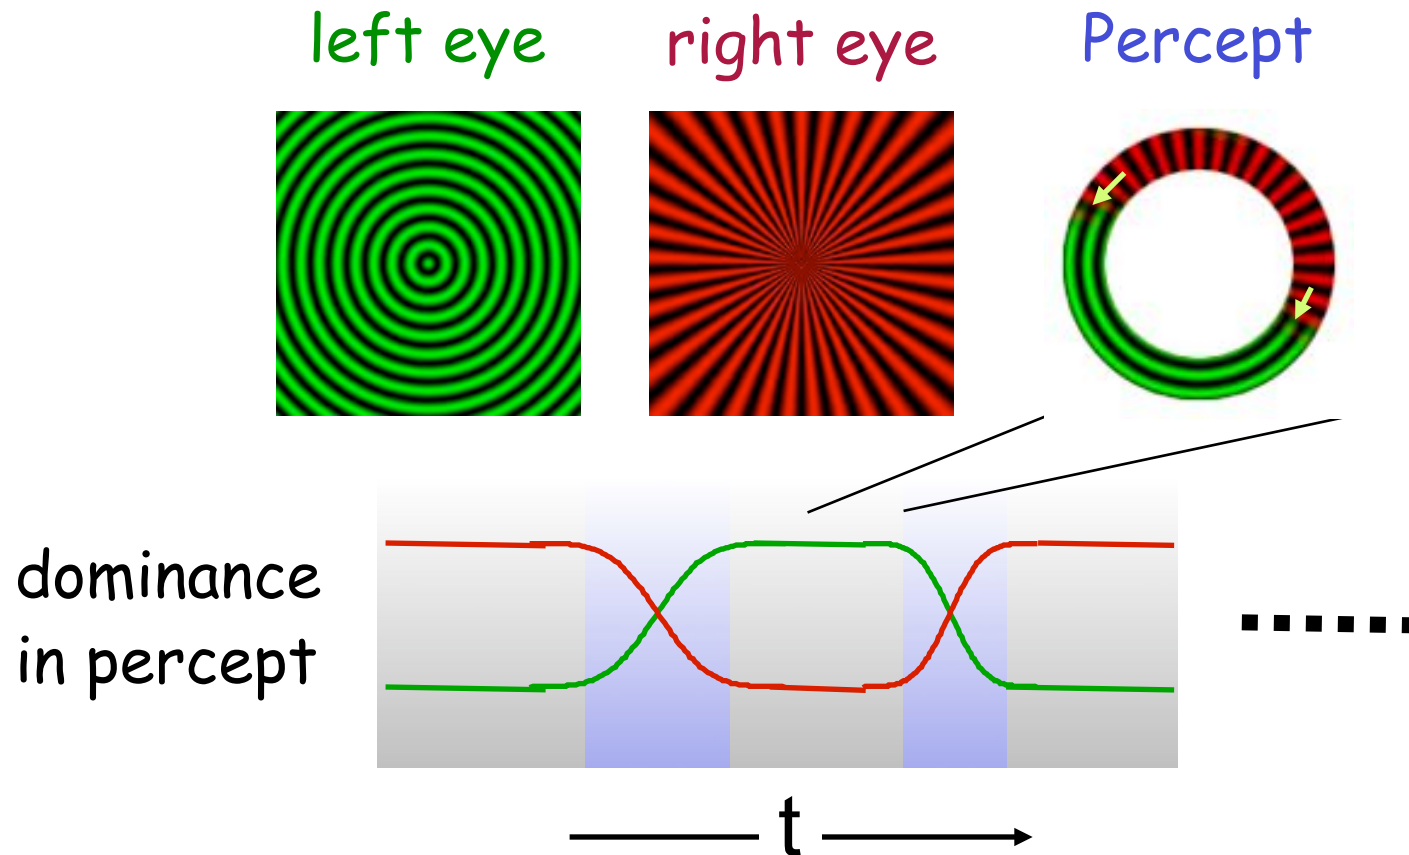 left eye
right eye
Percept
dominance
in percept
t